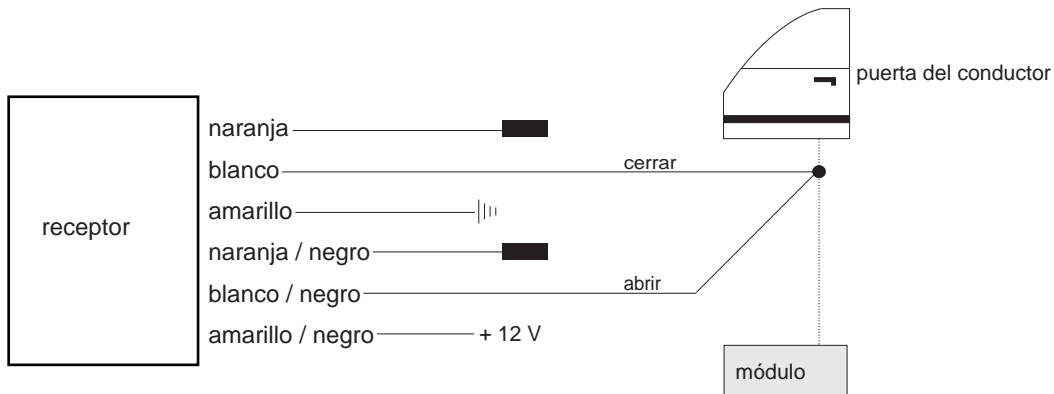 puerta del conductor
naranja
blanco
cerrar
amarillo
receptor
naranja / negro
blanco / negro
abrir
amarillo / negro
+ 12 V
módulo